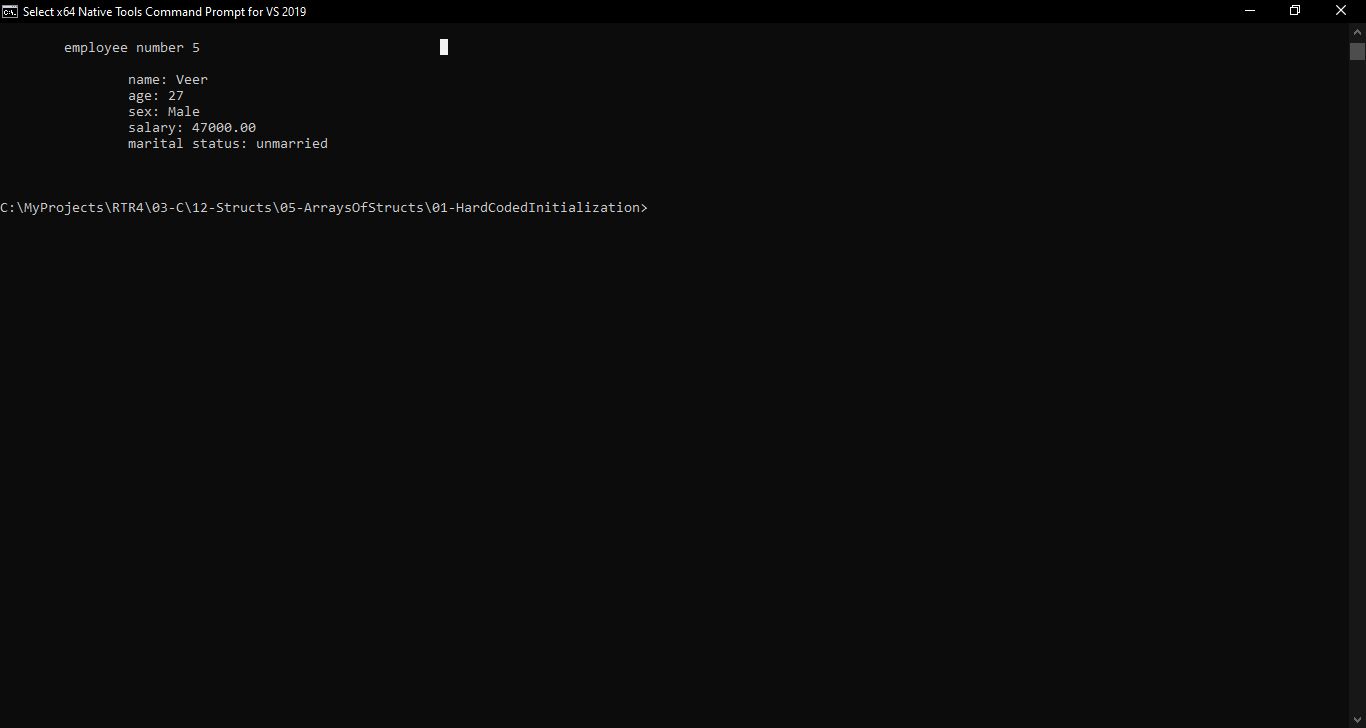 Select x64 Native Tools Command Prompt for VS 2019
employee number 5
name: Veer
age: 27
sex: Male
salary: 47000.00
marital status: unmarried
C:\MyProjects\RTR4\03-C\12-Structs\05-ArraysOfStructs\01-HardCodedInitialization>